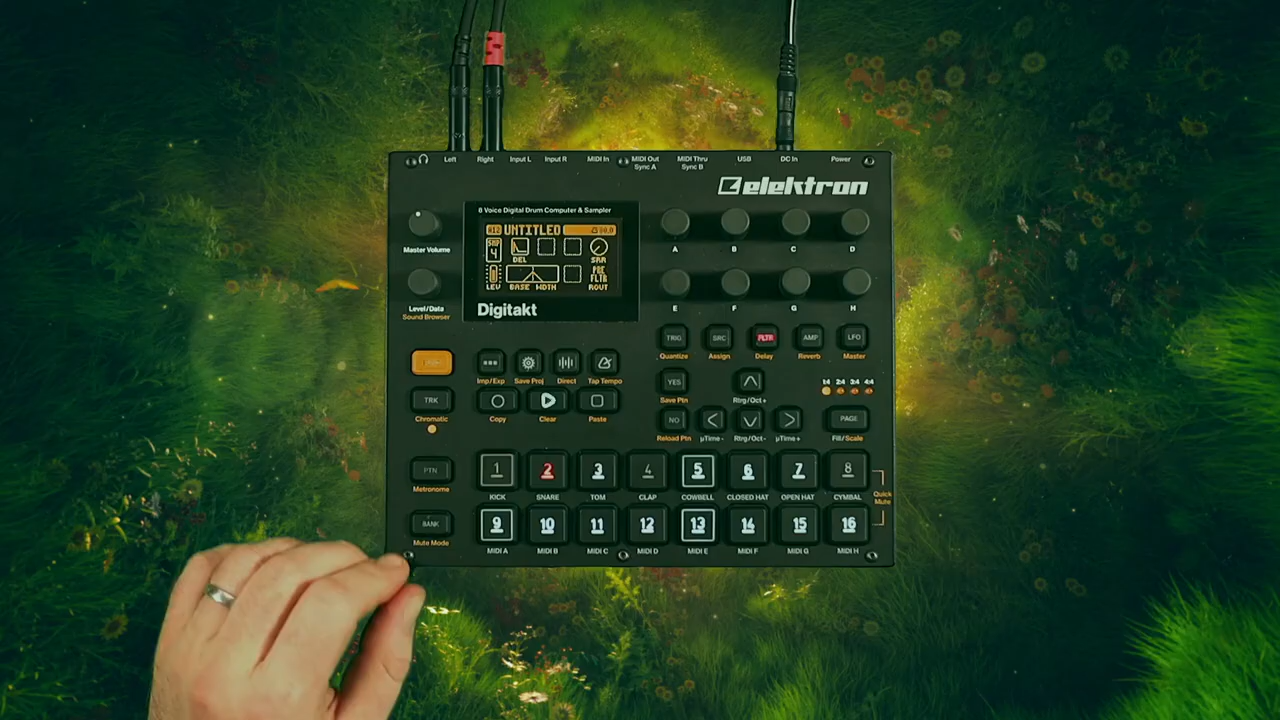 Left Right Input L Input R MIDI In MIDI Out MIDI Thru USB DC In Power
Sync A Sync B
elektron
8 Voice Digital Drum Computer & Sampler
UNTITLED
4
DEL SRR
PRE
FLTR
LEV BASE WDTH ROUT
Digitakt
Master Volume
Level/Data
Sound Browser
A B C D
E F G H
TRIG SRC FLTR AMP LFO
Quantize Assign Delay Reverb Master
Imp/Exp Save Proj Direct Tap Tempo
TRK
Chromatic
Copy Clear Paste
YES
Save Ptn Rtrg/Oct+
1:4 2:4 3:4 4:4
NO PAGE
Reload Ptn µTime- Rtrg/Oct- µTime+ Fill/Scale
PTN
Metronome
1 2 3 4 5 6 7 8
KICK SNARE TOM CLAP COWBELL CLOSED HAT OPEN HAT CYMBAL
Quick
Mute
BANK
Mute Mode
9 10 11 12 13 14 15 16
MIDI A MIDI B MIDI C MIDI D MIDI E MIDI F MIDI G MIDI H